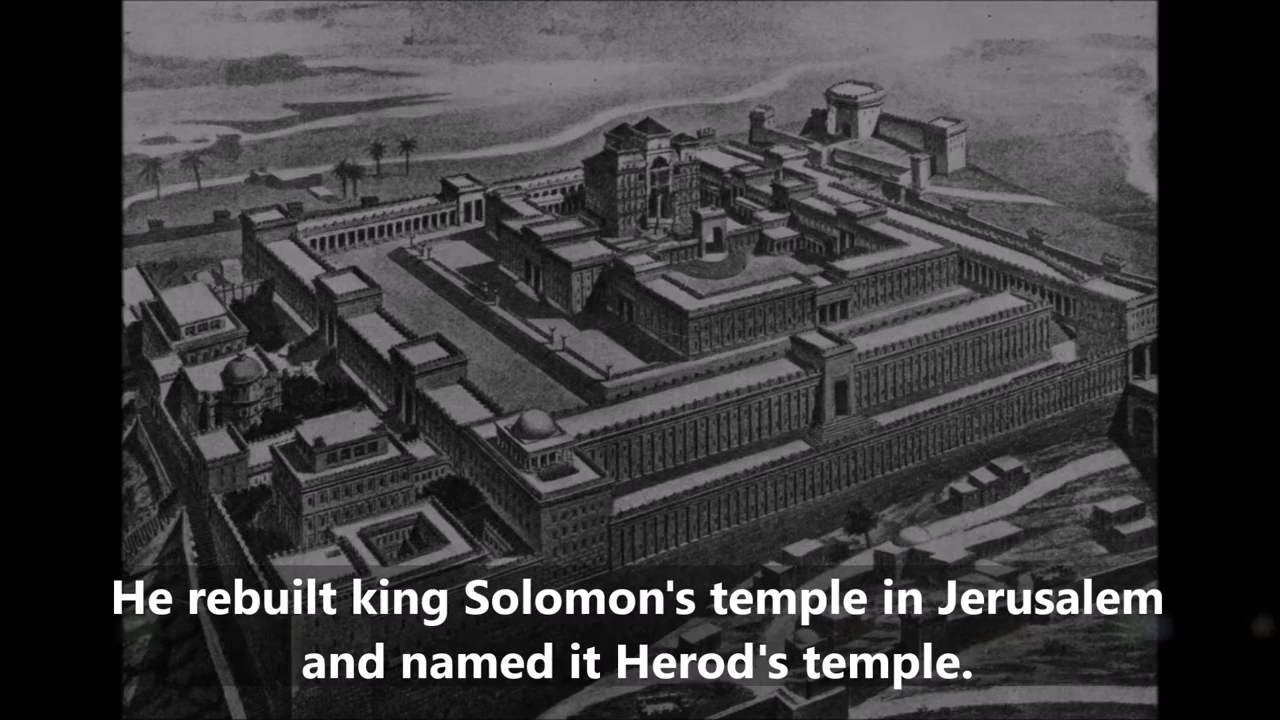 He rebuilt king Solomon's temple in Jerusalem
and named it Herod's temple.